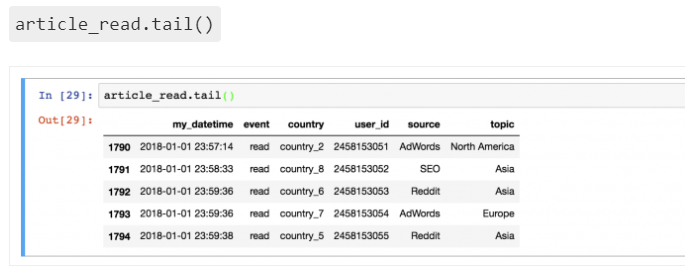 article_read.tail()
In [29]: article_read.tail()
Out[29]:
my_datetime event country user_id source topic
1790 2018-01-01 23:57:14 read country_2 2458153051 AdWords North America
1791 2018-01-01 23:58:33 read country_8 2458153052 SEO Asia
1792 2018-01-01 23:59:36 read country_6 2458153053 Reddit Asia
1793 2018-01-01 23:59:36 read country_7 2458153054 AdWords Europe
1794 2018-01-01 23:59:38 read country_5 2458153055 Reddit Asia